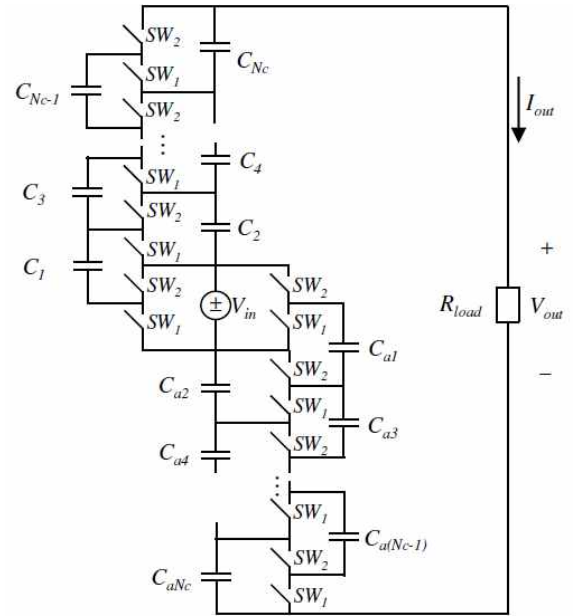 SW2
CNc
SW1
CNc-1
SW2
Iout
C4
SW1
C3
SW2
C2
SW1
+
C1
SW2
± Vin
SW2
SW1
Rload
Vout
SW1
Ca1
−
Ca2
SW2
SW1
Ca3
Ca4
SW2
SW1
Ca(Nc-1)
SW2
CaNc
SW1